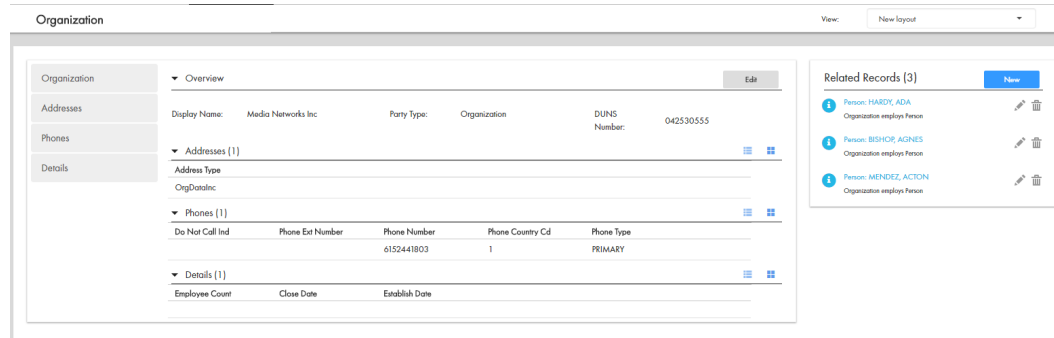 Organization
View: New layout
Organization
Addresses
Phones
Details
Overview
Edit
Display Name: Media Networks Inc Party Type: Organization DUNS Number: 042530555
Addresses (1)
Address Type
OrgDataInc
Phones (1)
Do Not Call Ind Phone Ext Number Phone Number Phone Country Cd Phone Type
6152441803 1 PRIMARY
Details (1)
Employee Count Close Date Establish Date
Related Records (3)
New
Person: HARDY, ADA
Organization employs Person
Person: BISHOP, AGNES
Organization employs Person
Person: MENDEZ, ACTON
Organization employs Person